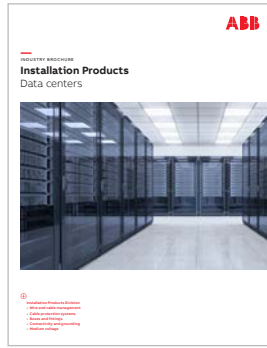 ABB
INDUSTRY BROCHURE
Installation Products
Data centers
Installation Products Division
- Wire and cable management
- Cable protection systems
- Boxes and fittings
- Connectivity and grounding
- Medium voltage